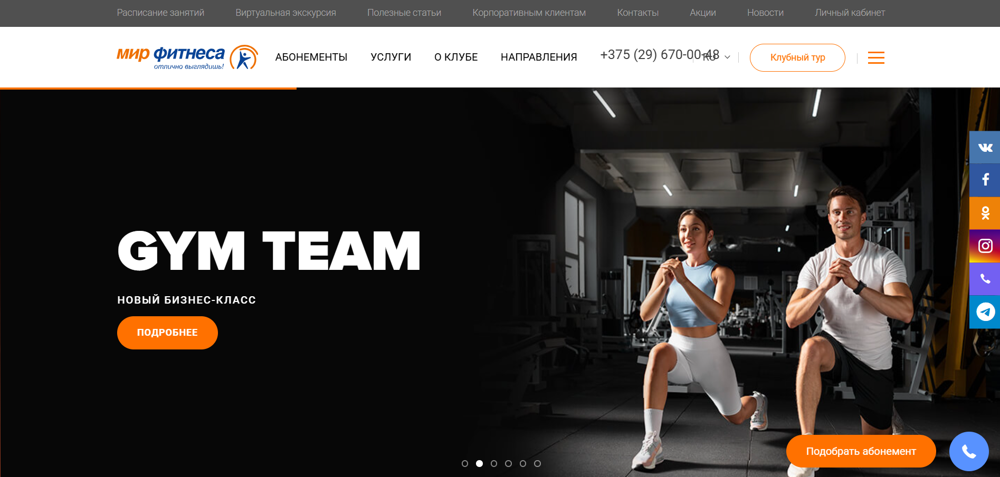 Расписание занятий
Виртуальная экскурсия
Полезные статьи
Корпоративным клиентам
Контакты
Акции
Новости
Личный кабинет
мир фитнеса
отлично выглядишь!
АБОНЕМЕНТЫ
УСЛУГИ
О КЛУБЕ
НАПРАВЛЕНИЯ
+375 (29) 670-00-48
RU
Клубный тур
GYM TEAM
НОВЫЙ БИЗНЕС-КЛАСС
ПОДРОБНЕЕ
Подобрать абонемент